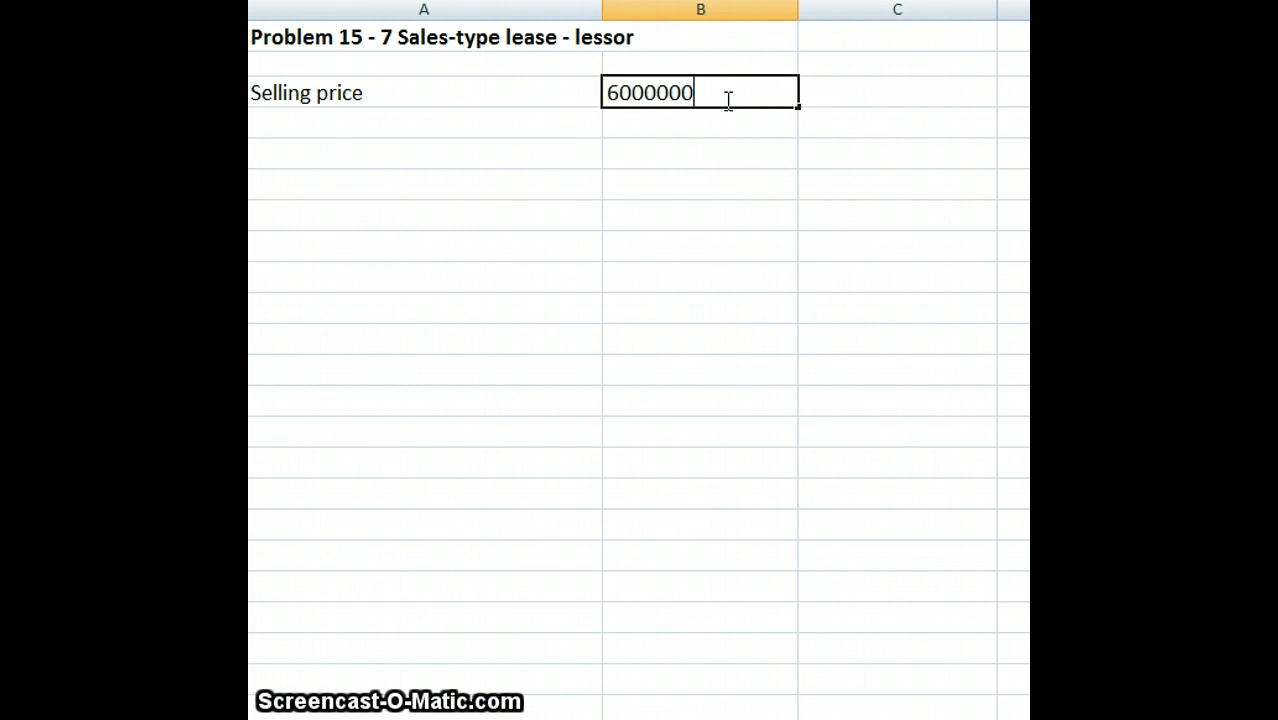 A B C
Problem 15 - 7 Sales-type lease - lessor
Selling price 6000000
Screencast-O-Matic.com